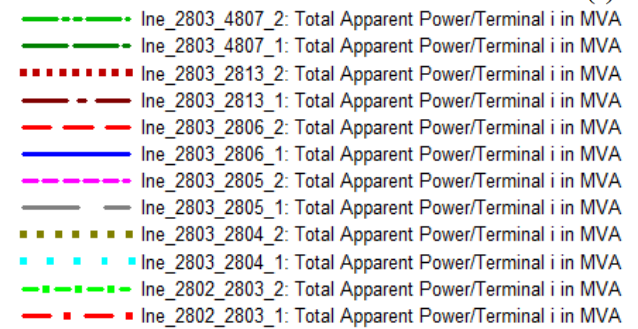 lne_2803_4807_2: Total Apparent Power/Terminal i in MVA
lne_2803_4807_1: Total Apparent Power/Terminal i in MVA
lne_2803_2813_2: Total Apparent Power/Terminal i in MVA
lne_2803_2813_1: Total Apparent Power/Terminal i in MVA
lne_2803_2806_2: Total Apparent Power/Terminal i in MVA
lne_2803_2806_1: Total Apparent Power/Terminal i in MVA
lne_2803_2805_2: Total Apparent Power/Terminal i in MVA
lne_2803_2805_1: Total Apparent Power/Terminal i in MVA
lne_2803_2804_2: Total Apparent Power/Terminal i in MVA
lne_2803_2804_1: Total Apparent Power/Terminal i in MVA
lne_2802_2803_2: Total Apparent Power/Terminal i in MVA
lne_2802_2803_1: Total Apparent Power/Terminal i in MVA